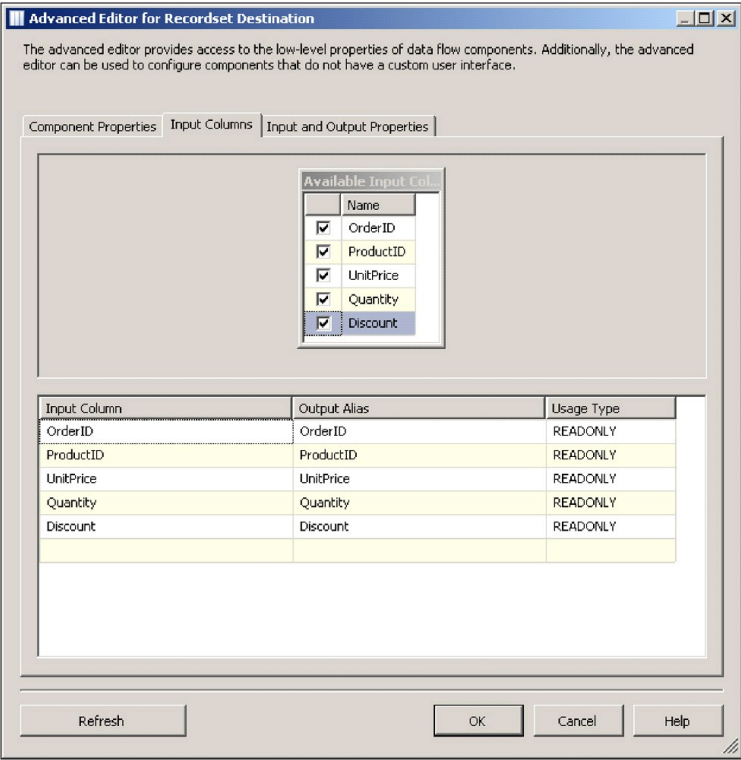 Advanced Editor for Recordset Destination
The advanced editor provides access to the low-level properties of data flow components. Additionally, the advanced
editor can be used to configure components that do not have a custom user interface.
Component Properties Input Columns Input and Output Properties
Available Input Col...
Name
OrderID
ProductID
UnitPrice
Quantity
Discount
Input Column Output Alias Usage Type
OrderID OrderID READONLY
ProductID ProductID READONLY
UnitPrice UnitPrice READONLY
Quantity Quantity READONLY
Discount Discount READONLY
Refresh OK Cancel Help